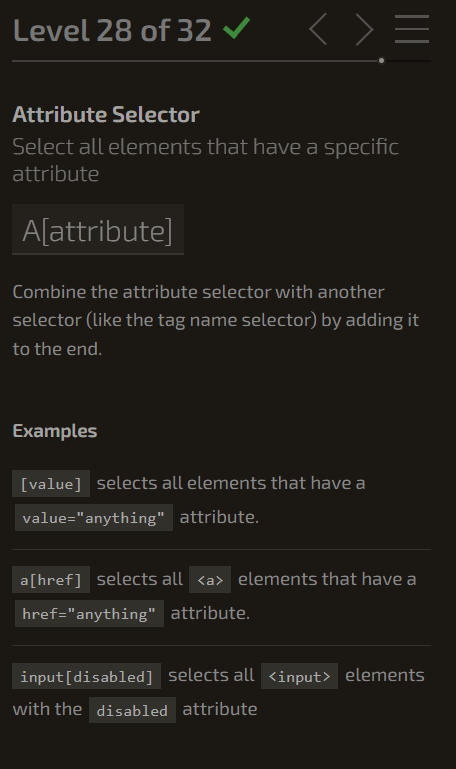 Level 28 of 32
Attribute Selector
Select all elements that have a specific
attribute
A[attribute]
Combine the attribute selector with another
selector (like the tag name selector) by adding it
to the end.
Examples
[value] selects all elements that have a
value="anything" attribute.
a[href] selects all <a> elements that have a
href="anything" attribute.
input[disabled] selects all <input> elements
with the disabled attribute